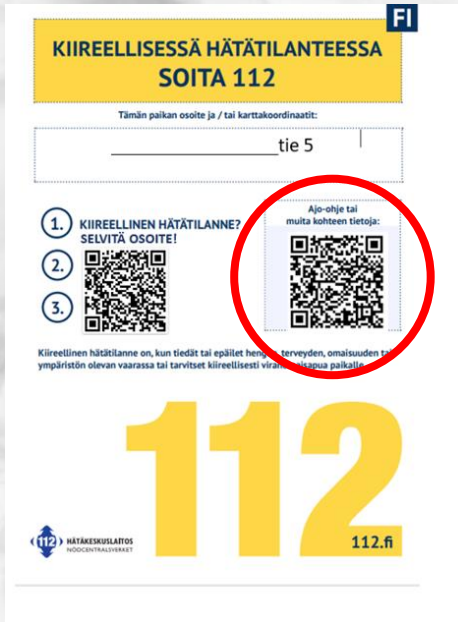 FI
KIIREELLISESSÄ HÄTÄTILANTEESSA
SOITA 112
Tämän paikan osoite ja / tai karttakoordinaatit:
tie 5
Ajo-ohje tai
muita kohteen tietoja:
1. KIIREELLINEN HÄTÄTILANNE?
SELVITÄ OSOITE!
2.
3.
Kiireellinen hätätilanne on, kun tiedät tai epäilet terveyden, omaisuuden
ympäristön olevan vaarassa tai tarvitset kiireellisesti paikalle
112
112 HÄTÄKESKUSLAITOS
NÖDCENTRALSVERKET
112.fi